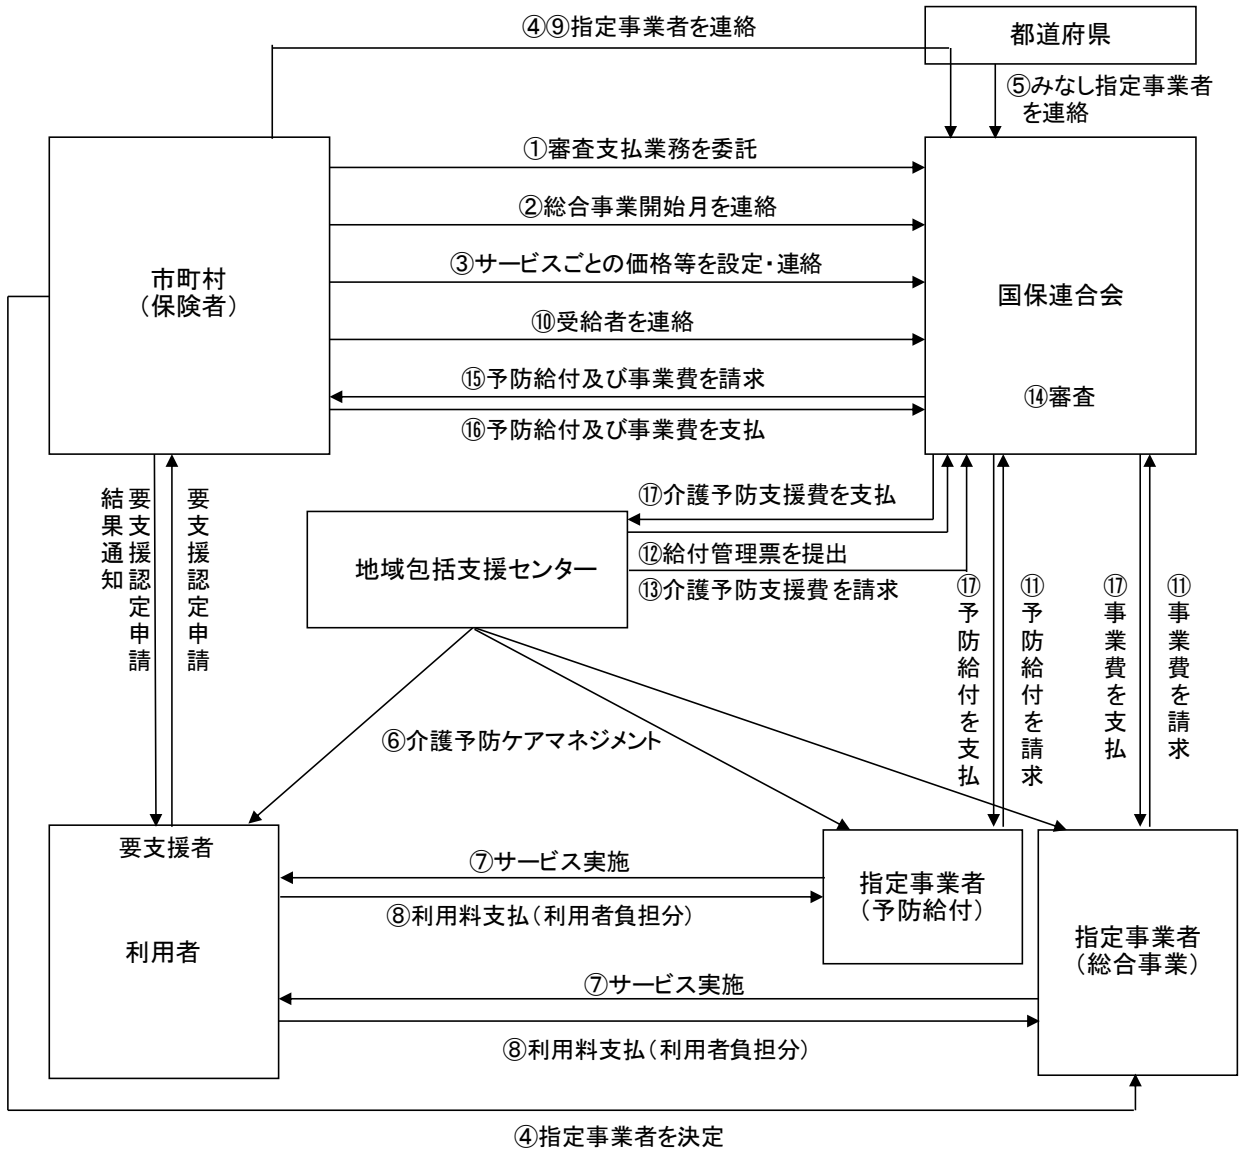 ④⑨指定事業者を連絡
都道府県
⑤みなし指定事業者
を連絡
①審査支払業務を委託
②総合事業開始月を連絡
③サービスごとの価格等を設定・連絡
市町村
（保険者）
国保連合会
⑩受給者を連絡
⑮予防給付及び事業費を請求
⑭審査
⑯予防給付及び事業費を支払
要支援認定申請
結果通知
要支援認定申請
⑰介護予防支援費を支払
地域包括支援センター
⑫給付管理票を提出
⑬介護予防支援費を請求
⑰予防給付を支払
⑪予防給付を請求
⑰事業費を支払
⑪事業費を請求
⑥介護予防ケアマネジメント
要支援者
利用者
⑦サービス実施
⑧利用料支払（利用者負担分）
指定事業者
（予防給付）
指定事業者
（総合事業）
⑦サービス実施
⑧利用料支払（利用者負担分）
④指定事業者を決定